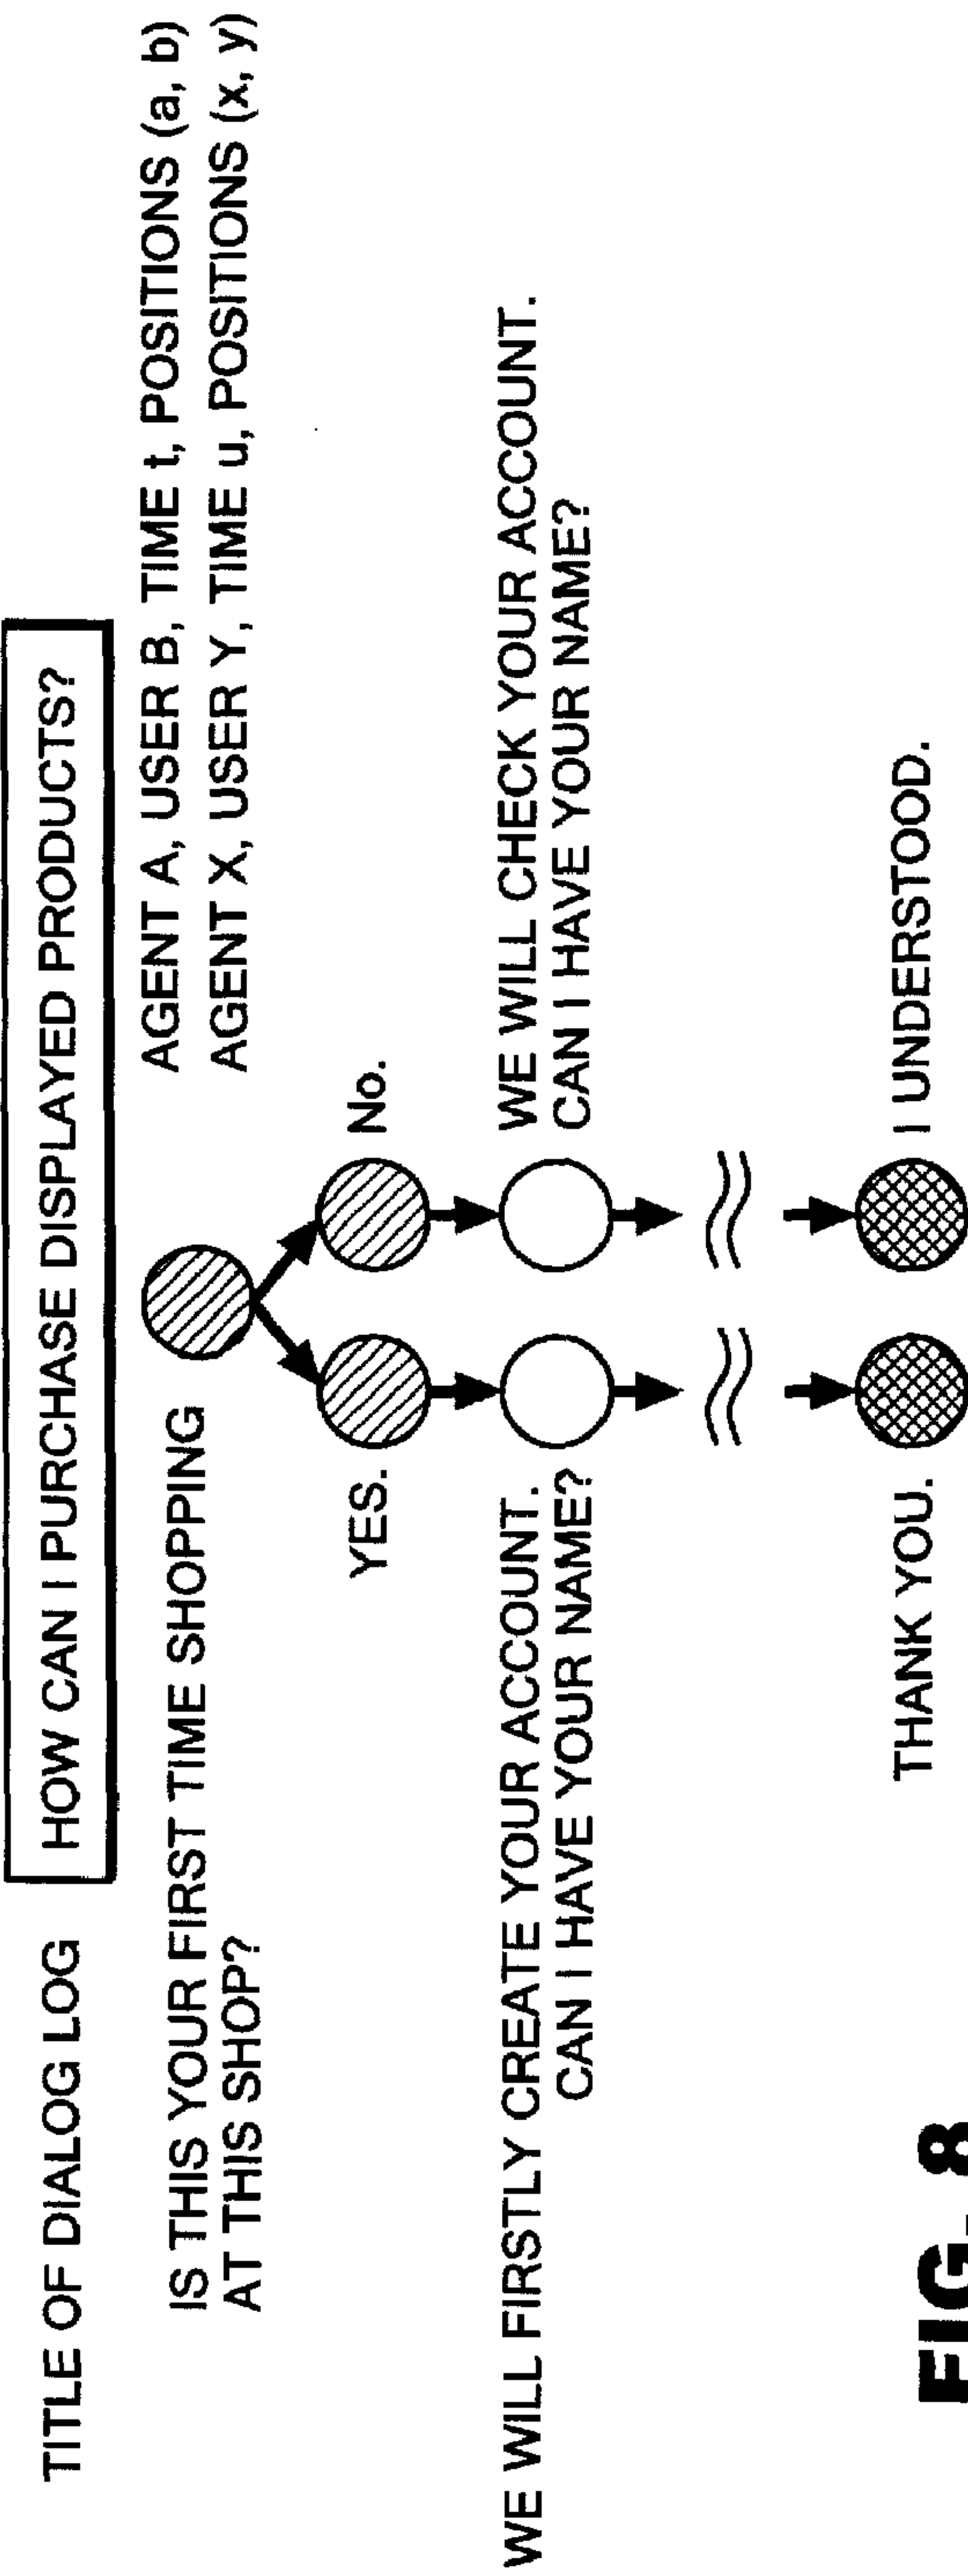 TITLE OF DIALOG LOG
HOW CAN I PURCHASE DISPLAYED PRODUCTS?
IS THIS YOUR FIRST TIME SHOPPING
AT THIS SHOP?
AGENT A, USER B, TIME t, POSITIONS (a, b)
AGENT X, USER Y, TIME u, POSITIONS (x, y)
YES.
No.
WE WILL FIRSTLY CREATE YOUR ACCOUNT.
CAN I HAVE YOUR NAME?
WE WILL CHECK YOUR ACCOUNT.
CAN I HAVE YOUR NAME?
THANK YOU.
I UNDERSTOOD.
FIG. 8